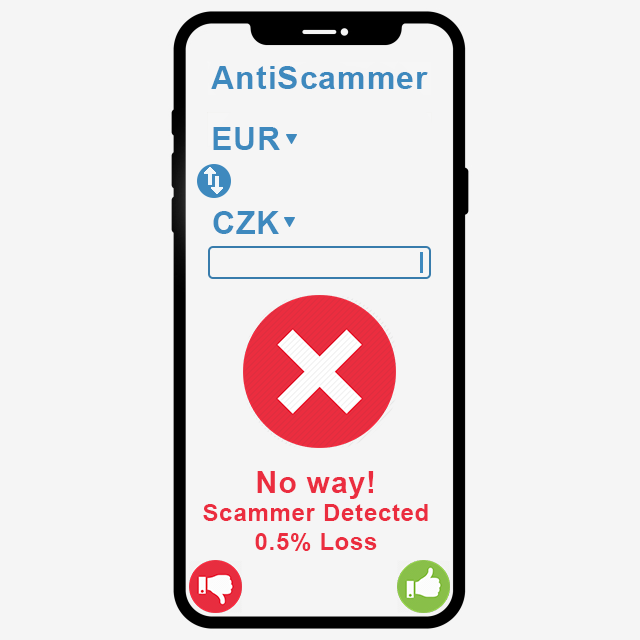 AntiScammer
EUR
CZK
No way!
Scammer Detected
0.5% Loss